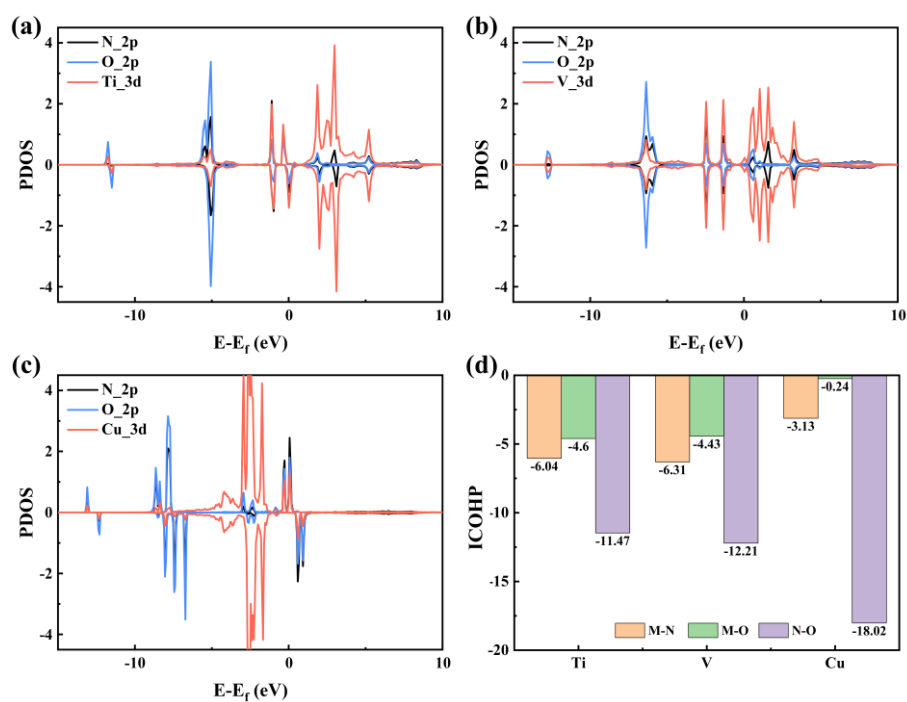 (a)
N_2p
O_2p
Ti_3d
PDOS
4
2
0
-2
-4
-10
0
10
E-E_f (eV)
(b)
N_2p
O_2p
V_3d
PDOS
4
2
0
-2
-4
-10
0
10
E-E_f (eV)
(c)
N_2p
O_2p
Cu_3d
PDOS
4
2
0
-2
-4
-10
0
10
E-E_f (eV)
(d)
ICOHP
0
-5
-10
-15
-20
-6.04
-4.6
-11.47
-6.31
-4.43
-12.21
-3.13
-0.24
-18.02
M-N
M-O
N-O
Ti
V
Cu